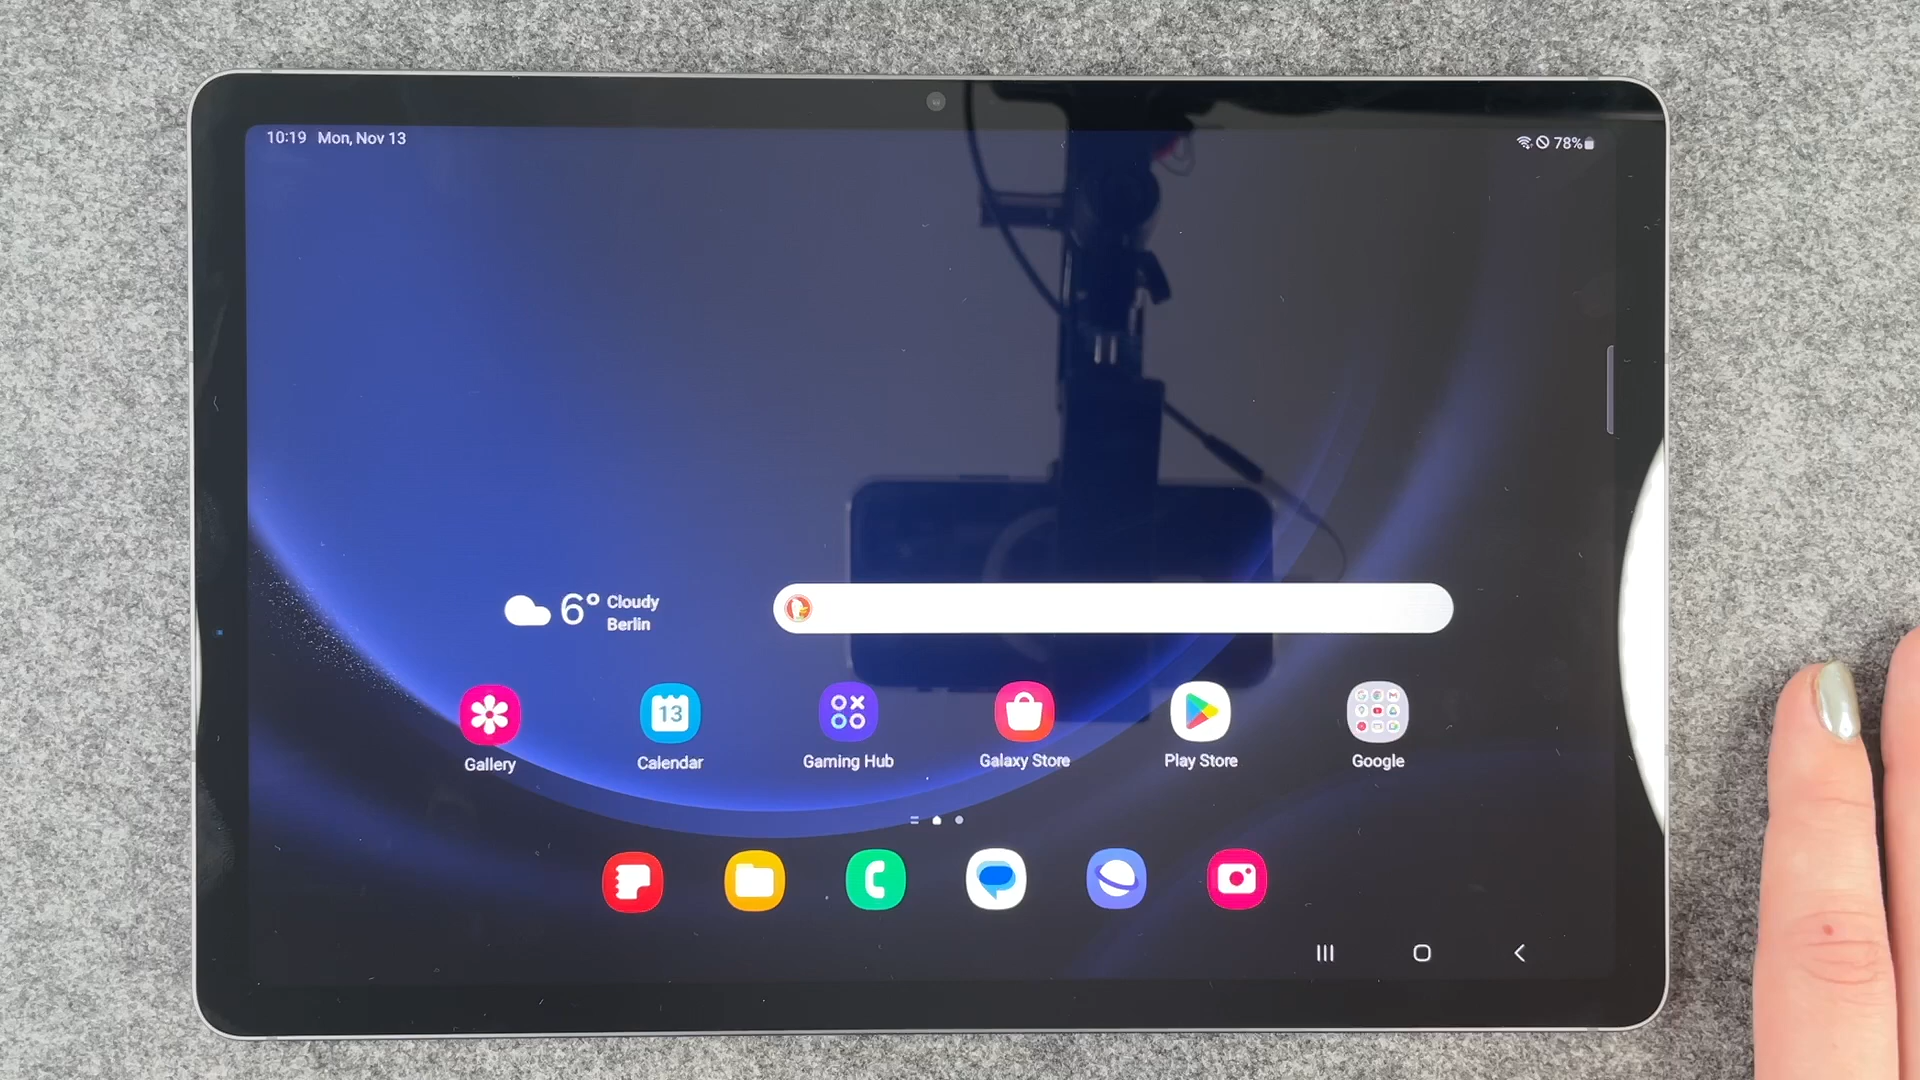 10:19 Mon, Nov 13
78%
6° Cloudy
Berlin
13
Gallery
Calendar
Gaming Hub
Galaxy Store
Play Store
Google